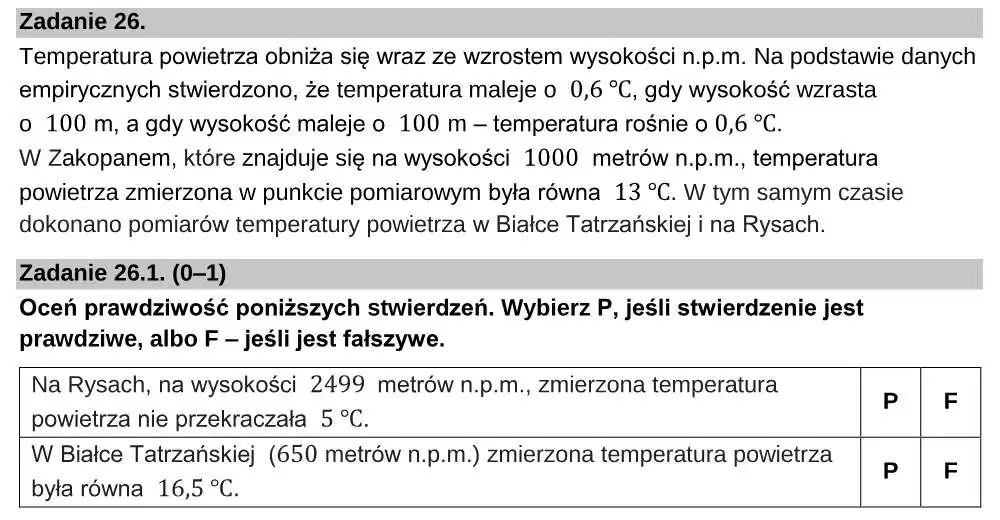 Zadanie 26.
Temperatura powietrza obniża się wraz ze wzrostem wysokości n.p.m. Na podstawie danych
empirycznych stwierdzono, że temperatura maleje o 0,6 °C, gdy wysokość wzrasta
o 100 m, a gdy wysokość maleje o 100 m – temperatura rośnie o 0,6 °C.
W Zakopanem, które znajduje się na wysokości 1000 metrów n.p.m., temperatura
powietrza zmierzona w punkcie pomiarowym była równa 13 °C. W tym samym czasie
dokonano pomiarów temperatury powietrza w Białce Tatrzańskiej i na Rysach.
Zadanie 26.1. (0–1)
Oceń prawdziwość poniższych stwierdzeń. Wybierz P, jeśli stwierdzenie jest
prawdziwe, albo F – jeśli jest fałszywe.
Na Rysach, na wysokości 2499 metrów n.p.m., zmierzona temperatura
powietrza nie przekraczała 5 °C.
P F
W Białce Tatrzańskiej (650 metrów n.p.m.) zmierzona temperatura powietrza
była równa 16,5 °C.
P F